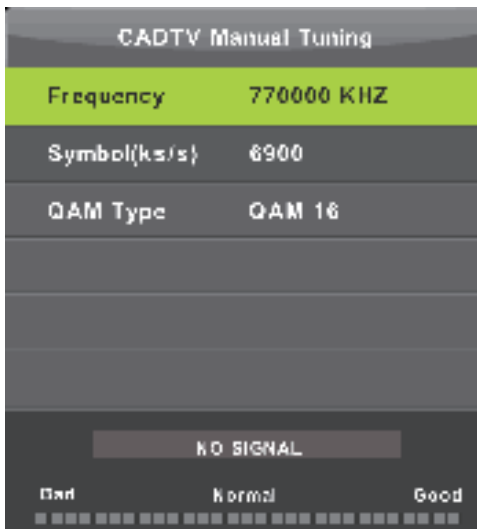 CADTV Manual Tuning
Frequency 770000 KHZ
Symbol(ks/s) 6900
QAM Type QAM 16
NO SIGNAL
Bad Normal Good